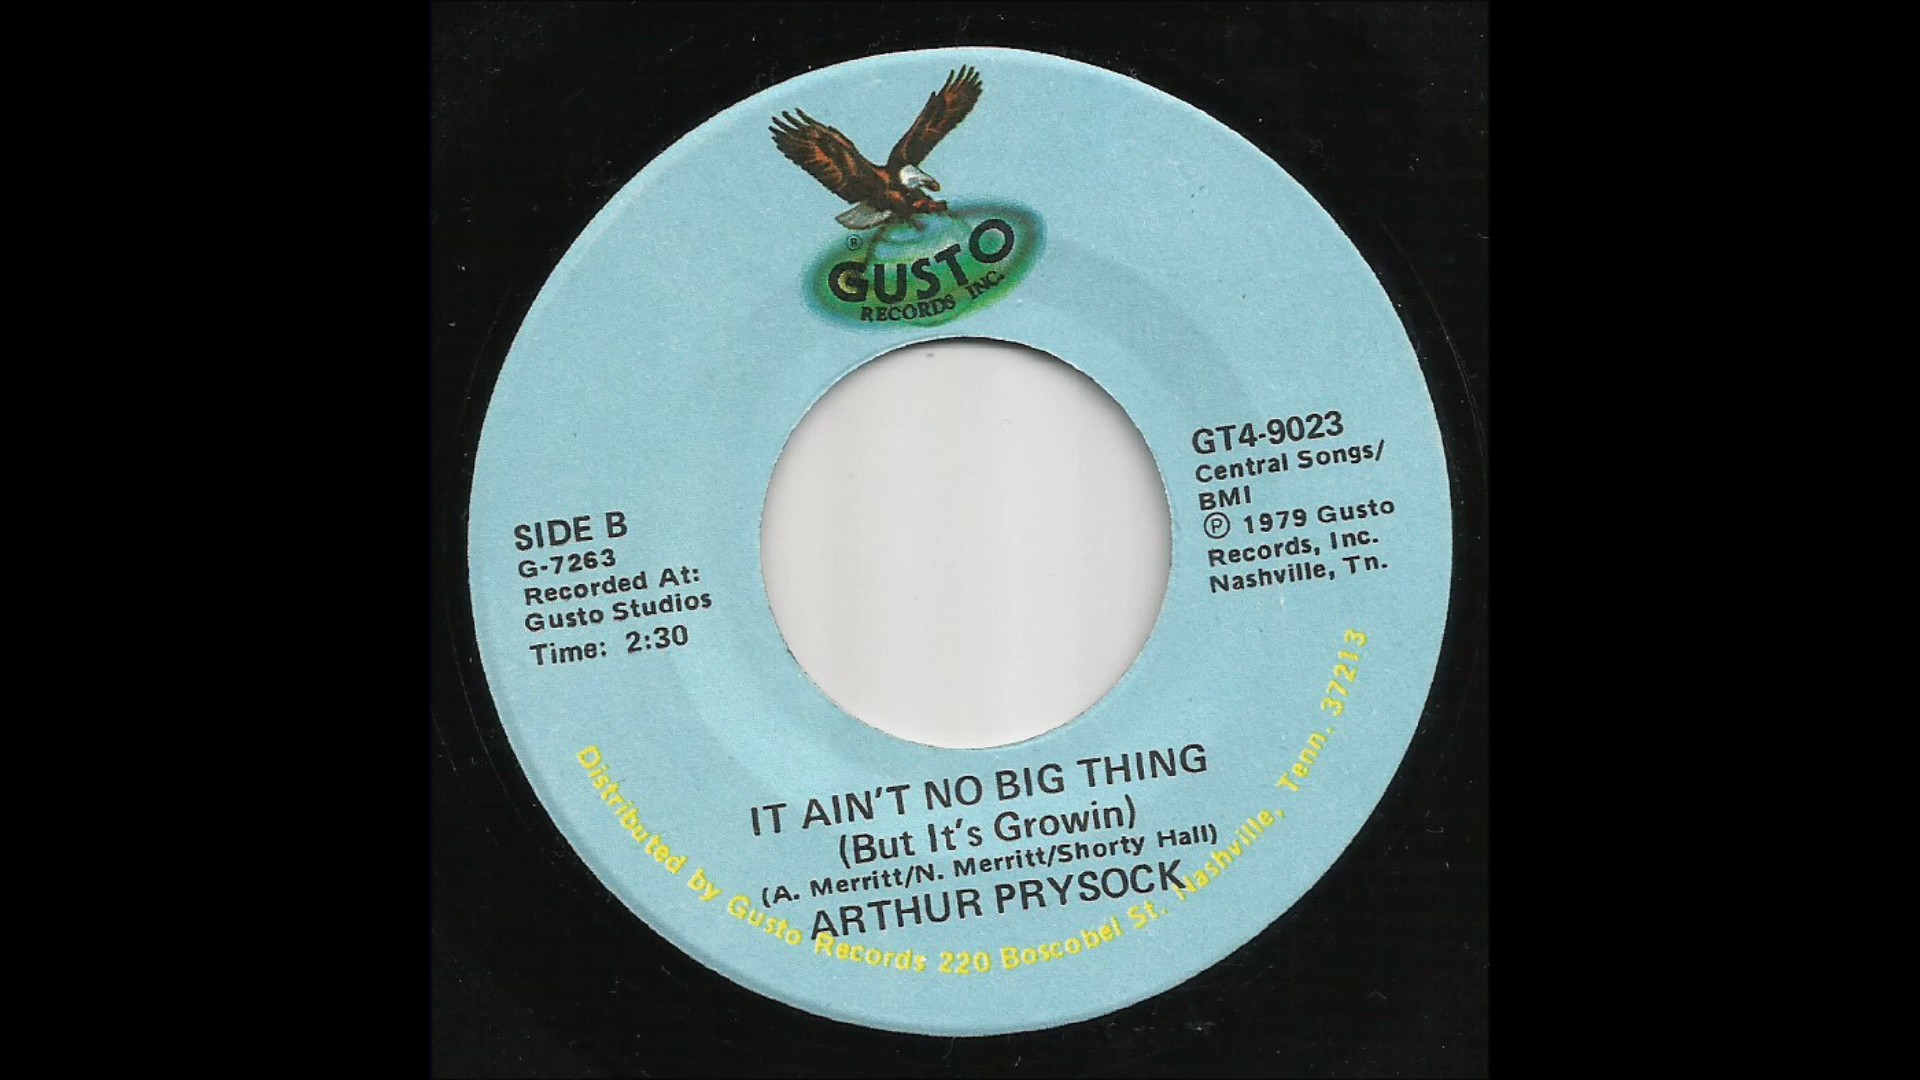 ®
GUSTO
RECORDS INC.
SIDE B
G-7263
Recorded At:
Gusto Studios
Time: 2:30
GT4-9023
Central Songs/
BMI
℗ 1979 Gusto
Records, Inc.
Nashville, Tn.
IT AIN'T NO BIG THING
(But It's Growin)
(A. Merritt/N. Merritt/Shorty Hall)
ARTHUR PRYSOCK
Distributed by Gusto Records 220 Boscobel St. Nashville, Tenn. 37213